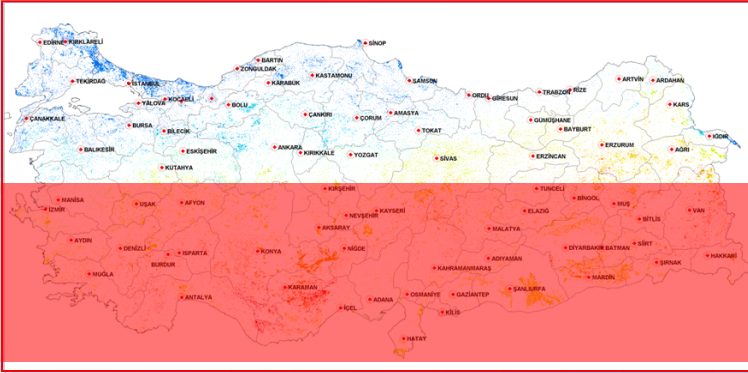 SİNOP
EDİRNE
KIRKLARELİ
BARTIN
ZONGULDAK
KASTAMONU
TEKİRDAĞ
İSTANBUL
KARABÜK
SAMSUN
ARTVİN
ARDAHAN
YALOVA
KOCAELİ
BOLU
ORDU
GİRESUN
TRABZON
RİZE
KARS
ÇANAKKALE
BURSA
BİLECİK
ÇANKIRI
ÇORUM
AMASYA
TOKAT
GÜMÜŞHANE
BAYBURT
IĞDIR
BALIKESİR
ESKİŞEHİR
ANKARA
KIRIKKALE
YOZGAT
SİVAS
ERZİNCAN
ERZURUM
AĞRI
KÜTAHYA
KIRŞEHİR
TUNCELİ
BİNGÖL
MANİSA
İZMİR
UŞAK
AFYON
NEVŞEHİR
KAYSERİ
ELAZIĞ
MUŞ
BİTLİS
VAN
AKSARAY
MALATYA
AYDIN
DENİZLİ
ISPARTA
BURDUR
KONYA
NİĞDE
DİYARBAKIR
BATMAN
SİİRT
HAKKARİ
MUĞLA
KAHRAMANMARAŞ
ADIYAMAN
ŞIRNAK
MARDİN
ANTALYA
KARAMAN
İÇEL
ADANA
OSMANİYE
GAZİANTEP
ŞANLIURFA
KİLİS
HATAY